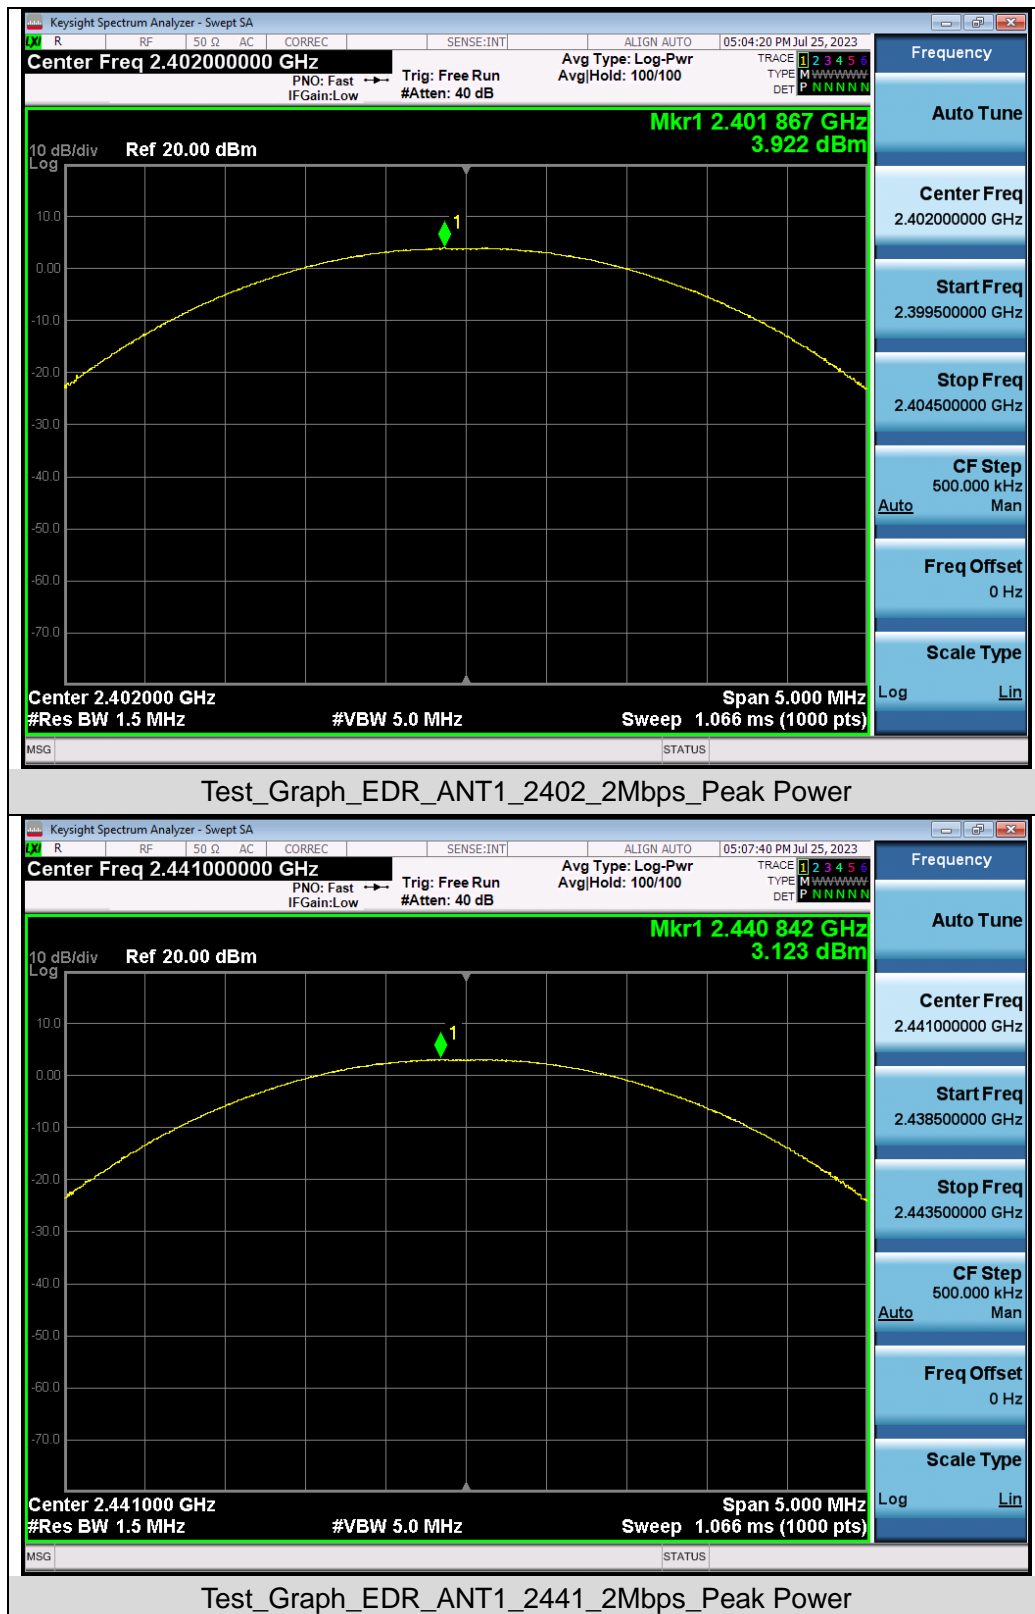 Keysight Spectrum Analyzer - Swept SA
LXI R RF 50 Ω AC CORREC SENSE:INT ALIGN AUTO 05:04:20 PM Jul 25, 2023
Center Freq 2.402000000 GHz
PNO: Fast
IFGain:Low
Trig: Free Run
#Atten: 40 dB
Avg Type: Log-Pwr
Avg|Hold: 100/100
TRACE 1 2 3 4 5 6
TYPE M WWWWW
DET P N N N N N
Mkr1 2.401 867 GHz
3.922 dBm
10 dB/div Ref 20.00 dBm
Log
1
10.0
0.00
-10.0
-20.0
-30.0
-40.0
-50.0
-60.0
-70.0
Center 2.402000 GHz Span 5.000 MHz
#Res BW 1.5 MHz #VBW 5.0 MHz Sweep 1.066 ms (1000 pts)
MSG STATUS
Frequency
Auto Tune
Center Freq
2.402000000 GHz
Start Freq
2.399500000 GHz
Stop Freq
2.404500000 GHz
CF Step
500.000 kHz
Auto Man
Freq Offset
0 Hz
Scale Type
Log Lin
Test_Graph_EDR_ANT1_2402_2Mbps_Peak Power
Keysight Spectrum Analyzer - Swept SA
LXI R RF 50 Ω AC CORREC SENSE:INT ALIGN AUTO 05:07:40 PM Jul 25, 2023
Center Freq 2.441000000 GHz
PNO: Fast
IFGain:Low
Trig: Free Run
#Atten: 40 dB
Avg Type: Log-Pwr
Avg|Hold: 100/100
TRACE 1 2 3 4 5 6
TYPE M WWWWW
DET P N N N N N
Mkr1 2.440 842 GHz
3.123 dBm
10 dB/div Ref 20.00 dBm
Log
1
10.0
0.00
-10.0
-20.0
-30.0
-40.0
-50.0
-60.0
-70.0
Center 2.441000 GHz Span 5.000 MHz
#Res BW 1.5 MHz #VBW 5.0 MHz Sweep 1.066 ms (1000 pts)
MSG STATUS
Frequency
Auto Tune
Center Freq
2.441000000 GHz
Start Freq
2.438500000 GHz
Stop Freq
2.443500000 GHz
CF Step
500.000 kHz
Auto Man
Freq Offset
0 Hz
Scale Type
Log Lin
Test_Graph_EDR_ANT1_2441_2Mbps_Peak Power